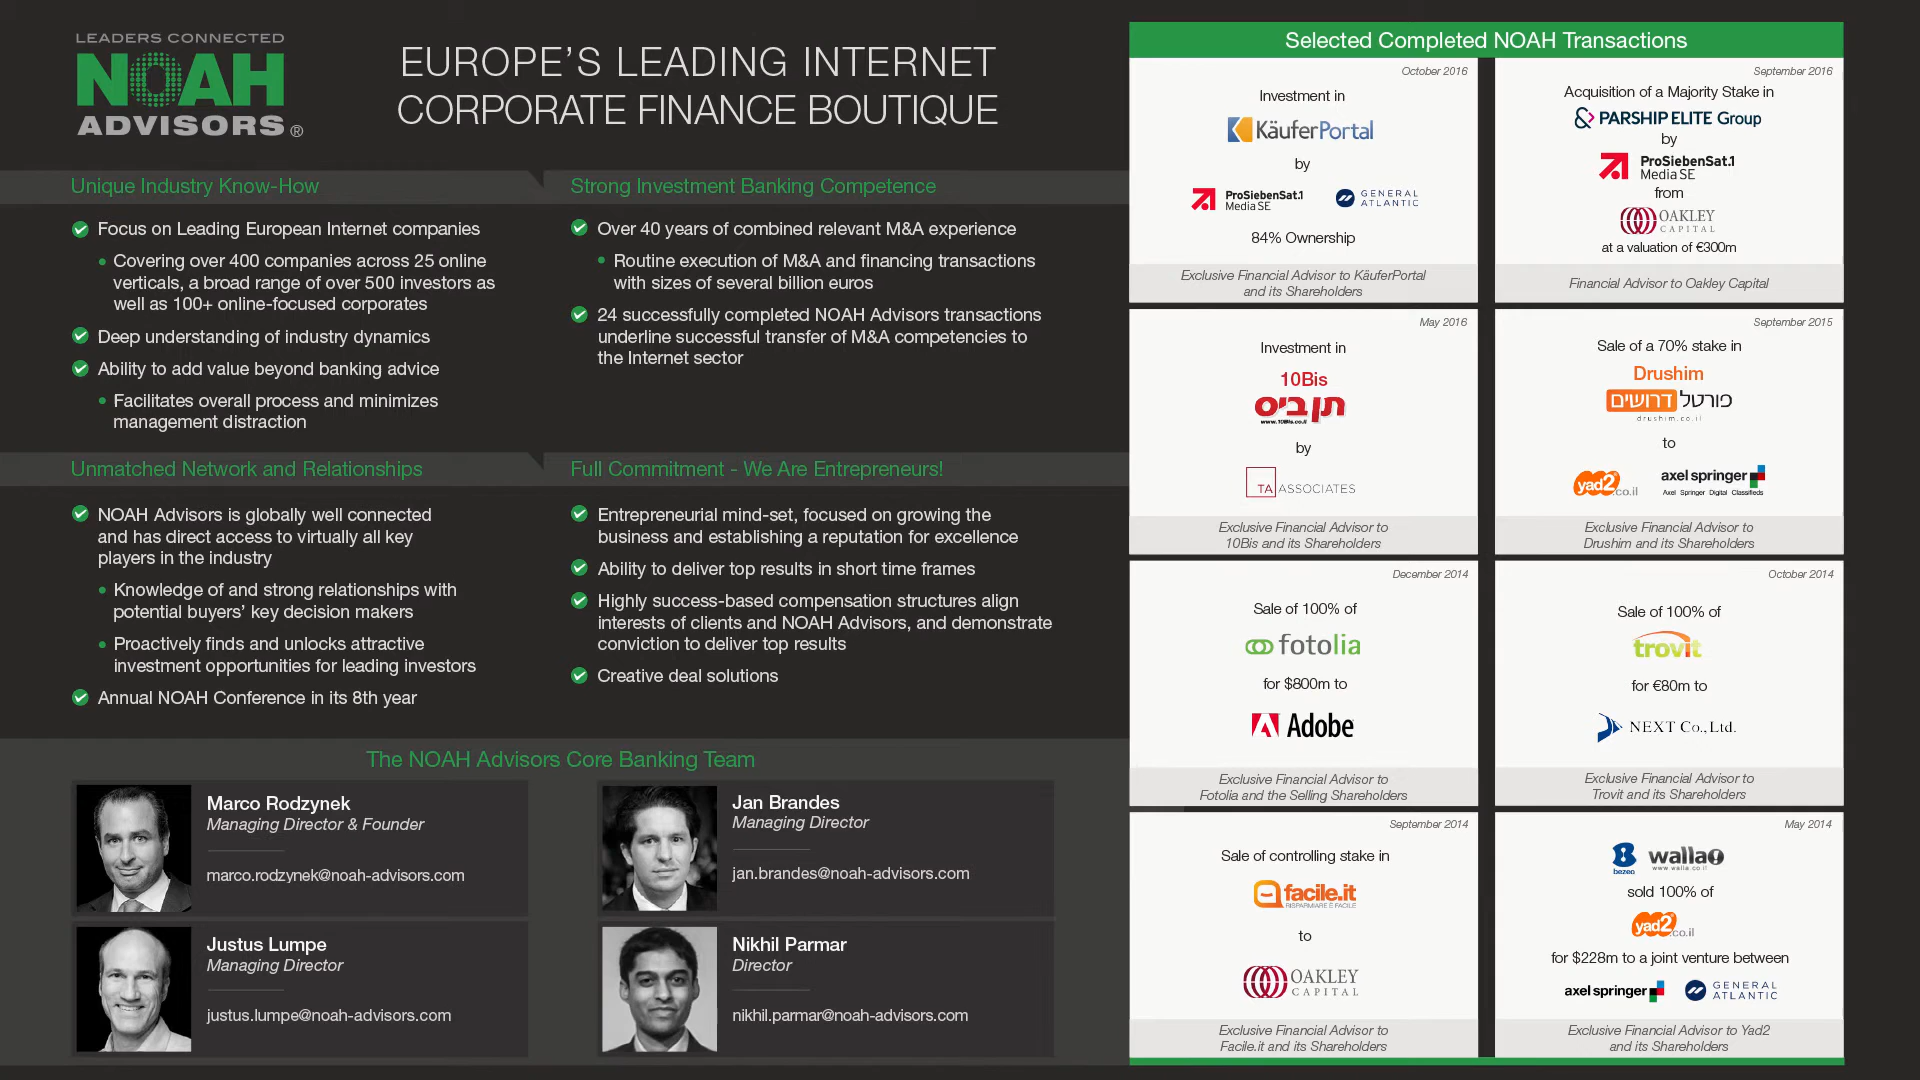 LEADERS CONNECTED
NOAH
ADVISORS®
EUROPE'S LEADING INTERNET
CORPORATE FINANCE BOUTIQUE
Unique Industry Know-How
Focus on Leading European Internet companies
Covering over 400 companies across 25 online
verticals, a broad range of over 500 investors as
well as 100+ online-focused corporates
Deep understanding of industry dynamics
Ability to add value beyond banking advice
Facilitates overall process and minimizes
management distraction
Strong Investment Banking Competence
Over 40 years of combined relevant M&A experience
Routine execution of M&A and financing transactions
with sizes of several billion euros
24 successfully completed NOAH Advisors transactions
underline successful transfer of M&A competencies to
the Internet sector
Unmatched Network and Relationships
NOAH Advisors is globally well connected
and has direct access to virtually all key
players in the industry
Knowledge of and strong relationships with
potential buyers' key decision makers
Proactively finds and unlocks attractive
investment opportunities for leading investors
Annual NOAH Conference in its 8th year
Full Commitment - We Are Entrepreneurs!
Entrepreneurial mind-set, focused on growing the
business and establishing a reputation for excellence
Ability to deliver top results in short time frames
Highly success-based compensation structures align
interests of clients and NOAH Advisors, and demonstrate
conviction to deliver top results
Creative deal solutions
The NOAH Advisors Core Banking Team
Marco Rodzynek
Managing Director & Founder
marco.rodzynek@noah-advisors.com
Jan Brandes
Managing Director
jan.brandes@noah-advisors.com
Justus Lumpe
Managing Director
justus.lumpe@noah-advisors.com
Nikhil Parmar
Director
nikhil.parmar@noah-advisors.com
Selected Completed NOAH Transactions
October 2016
Investment in
KäuferPortal
by
ProSiebenSat.1
Media SE
GENERAL
ATLANTIC
84% Ownership
Exclusive Financial Advisor to KäuferPortal
and its Shareholders
September 2016
Acquisition of a Majority Stake in
PARSHIP ELITE Group
by
ProSiebenSat.1
Media SE
from
OAKLEY
CAPITAL
at a valuation of €300m
Financial Advisor to Oakley Capital
May 2016
Investment in
10Bis
תן ביס
www.10Bis.co.il
by
TA ASSOCIATES
Exclusive Financial Advisor to
10Bis and its Shareholders
September 2015
Sale of a 70% stake in
Drushim
פורטל דרושים
drushim.co.il
to
yad2.co.il
axel springer
Axel Springer Digital Classifieds
Exclusive Financial Advisor to
Drushim and its Shareholders
December 2014
Sale of 100% of
fotolia
for $800m to
Adobe
Exclusive Financial Advisor to
Fotolia and the Selling Shareholders
October 2014
Sale of 100% of
trovit
for €80m to
NEXT Co., Ltd.
Exclusive Financial Advisor to
Trovit and its Shareholders
September 2014
Sale of controlling stake in
facile.it
RISPARMIARE È FACILE
to
OAKLEY
CAPITAL
Exclusive Financial Advisor to
Facile.it and its Shareholders
May 2014
bezeq
walla
www.walla.co.il
sold 100% of
yad2.co.il
for $228m to a joint venture between
axel springer
GENERAL
ATLANTIC
Exclusive Financial Advisor to Yad2
and its Shareholders